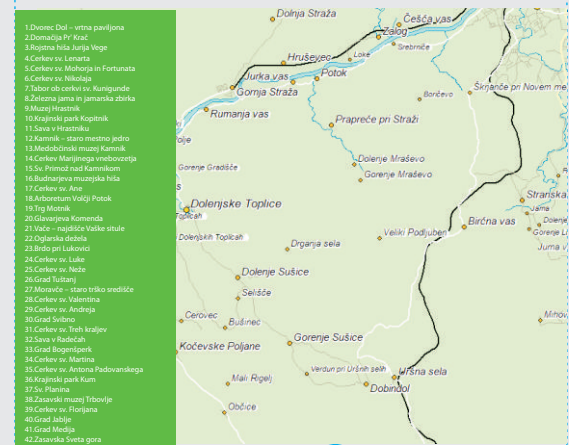 1.Dvorec Dol – vrtna paviljona
2.Domačija Pr' Krač
3.Rojstna hiša Jurija Vege
4.Cerkev sv. Lenarta
5.Cerkev sv. Mohorja in Fortunata
6.Cerkev sv. Nikolaja
7.Tabor ob cerkvi sv. Kunigunde
8.Železna jama in jamarska zbirka
9.Muzej Hrastnik
10.Krajinski park Kopitnik
11.Sava v Hrastniku
12.Kamnik – staro mestno jedro
13.Medobčinski muzej Kamnik
14.Cerkev Marijinega vnebovzetja
15.Sv. Primož nad Kamnikom
16.Budnarjeva muzejska hiša
17.Cerkev sv. Ane
18.Arboretum Volčji Potok
19.Trg Motnik
20.Glavarjeva Komenda
21.Vače – najdišče Vaške situle
22.Oglarska dežela
23.Brdo pri Lukovici
24.Cerkev sv. Luke
25.Cerkev sv. Neže
26.Grad Tuštanj
27.Moravče – staro trško središče
28.Cerkev sv. Valentina
29.Cerkev sv. Andreja
30.Grad Svibno
31.Cerkev sv. Treh kraljev
32.Sava v Radečah
33.Grad Bogenšperk
34.Cerkev sv. Martina
35.Cerkev sv. Antona Padovanskega
36.Krajinski park Kum
37.Sv. Planina
38.Zasavski muzej Trbovlje
39.Cerkev sv. Florijana
40.Grad Jablje
41.Grad Medija
42.Zasavska Sveta gora
Dolnja Straža
Češča vas
Zalog
Srebrniče
Hruševec
Loke
Jurka vas
Potok
Gornja Straža
Boričevo
Škrjanče pri Novem me
Rumanja vas
Prapreče pri Straži
olje
Dolenje Mraševo
Gorenje Gradišče
Gorenje Mraševo
Stranska
Dolenjske Toplice
Jama
Toplicah
Birčna vas
Dolenje
Gorenje L
Dolenjskih Toplicah
Veliki Podljuben
Drganja sela
Juma v
Dolenje Sušice
Selišče
Cerovec
Bušinec
Mihov
Gorenje Sušice
Kočevske Poljane
Verdun pri Uršnih selih
Uršna sela
Mali Rigelj
Dobindol
Občice